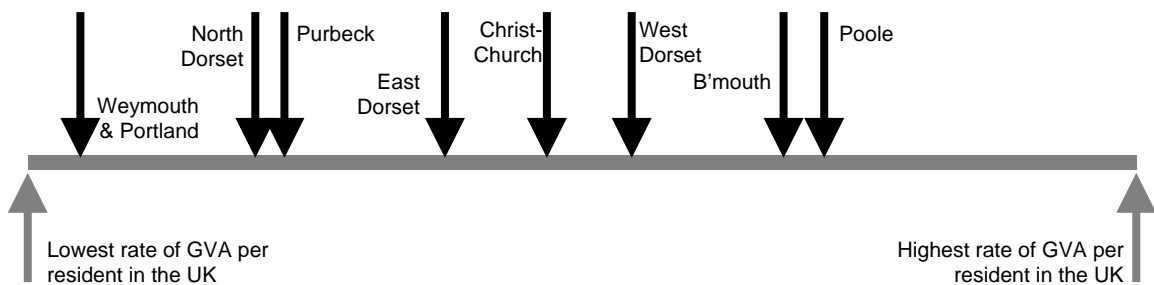 North
Dorset
Purbeck
Christ-
Church
West
Dorset
Poole
East
Dorset
B'mouth
Weymouth
& Portland
Lowest rate of GVA per
resident in the UK
Highest rate of GVA per
resident in the UK